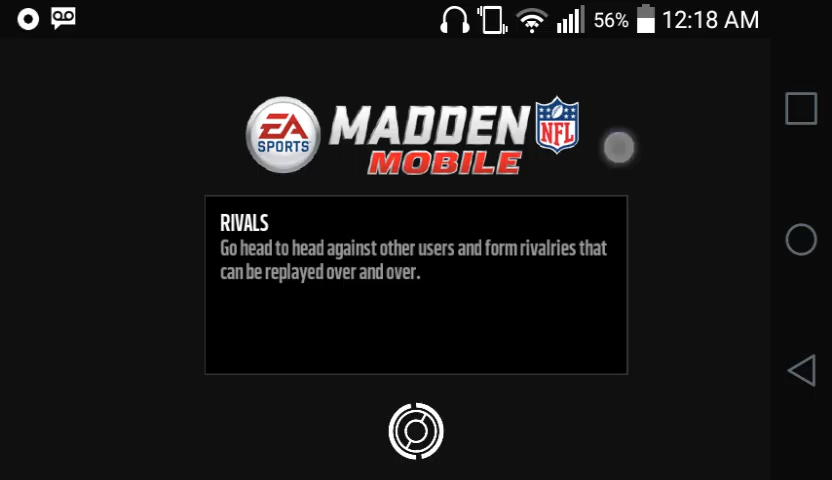 56% 12:18 AM
EA
SPORTS
MADDEN
NFL
MOBILE
RIVALS
Go head to head against other users and form rivalries that
can be replayed over and over.